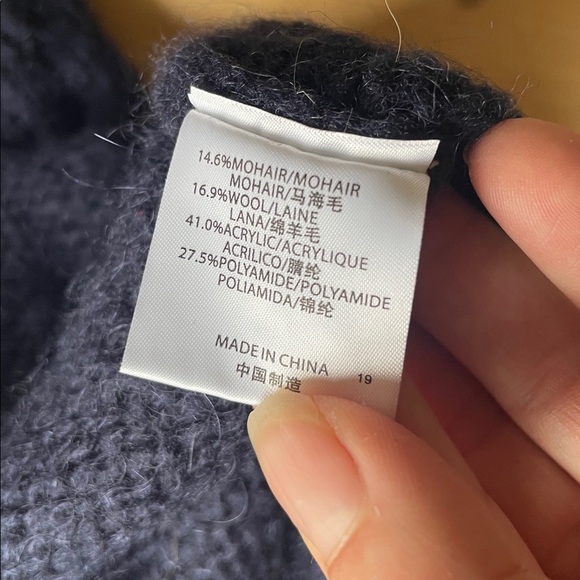 14.6%MOHAIR/MOHAIR
MOHAIR/马海毛
16.9%WOOL/LAINE
LANA/绵羊毛
41.0%ACRYLIC/ACRYLIQUE
ACRILICO/腈纶
27.5%POLYAMIDE/POLYAMIDE
POLIAMIDA/锦纶
MADE IN CHINA
中国制造
19